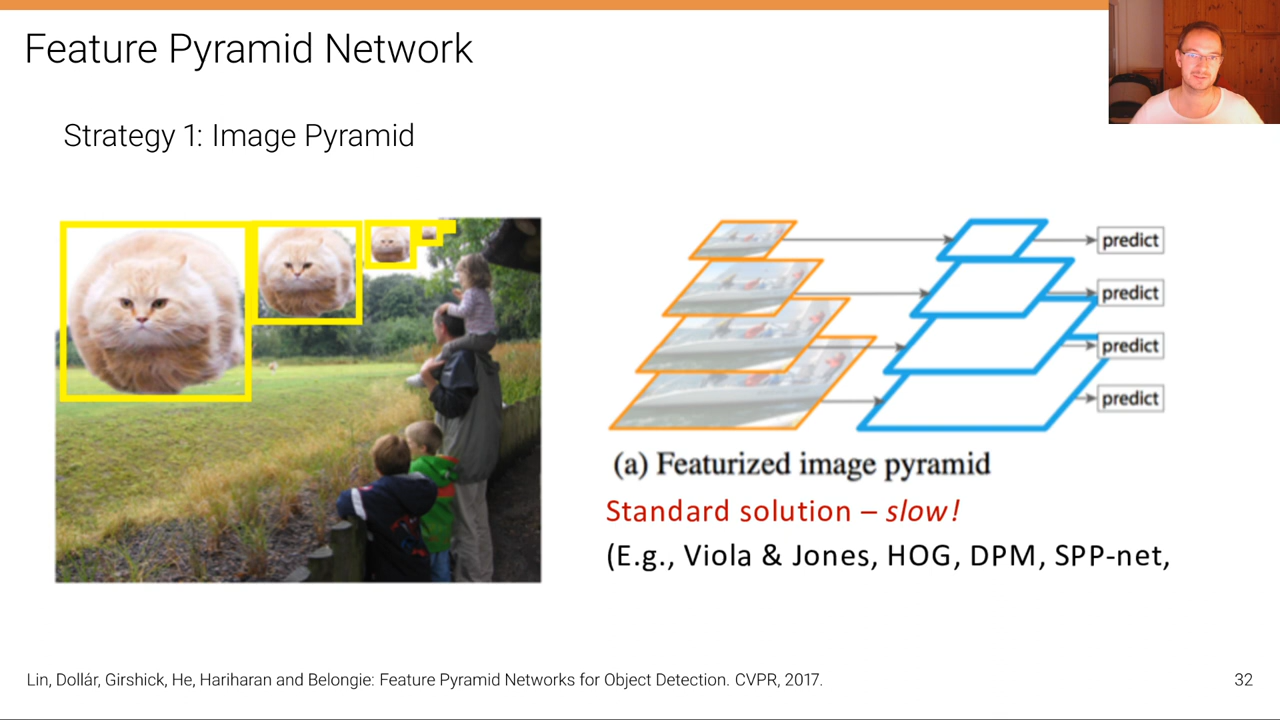 Feature Pyramid Network
Strategy 1: Image Pyramid
predict
predict
predict
predict
(a) Featurized image pyramid
Standard solution – slow!
(E.g., Viola & Jones, HOG, DPM, SPP-net,
Lin, Dollár, Girshick, He, Hariharan and Belongie: Feature Pyramid Networks for Object Detection. CVPR, 2017.
32